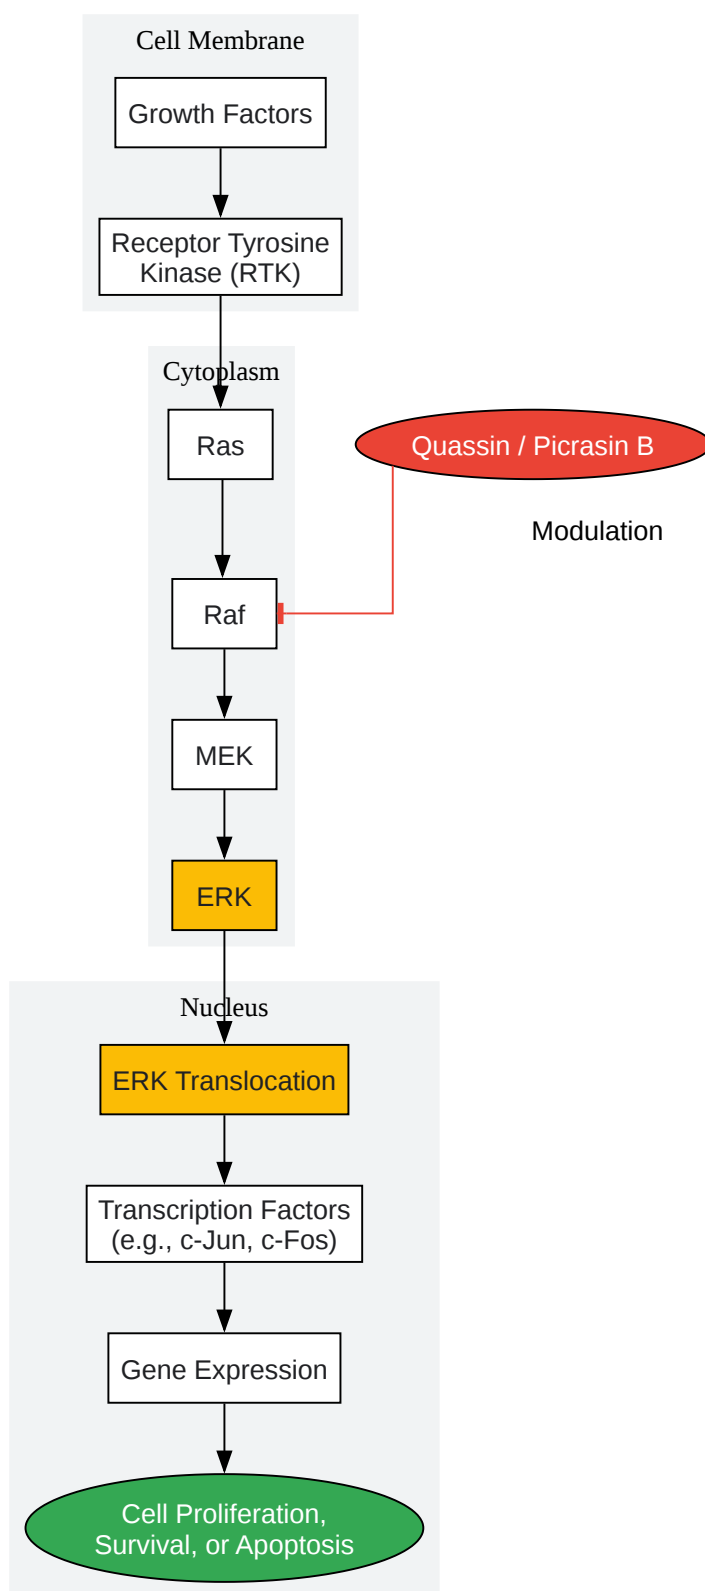 Cell Membrane
Growth Factors
Receptor Tyrosine
Kinase (RTK)
Cytoplasm
Ras
Quassin / Picrasin B
Modulation
Raf
MEK
ERK
Nucleus
ERK Translocation
Transcription Factors
(e.g., c-Jun, c-Fos)
Gene Expression
Cell Proliferation,
Survival, or Apoptosis